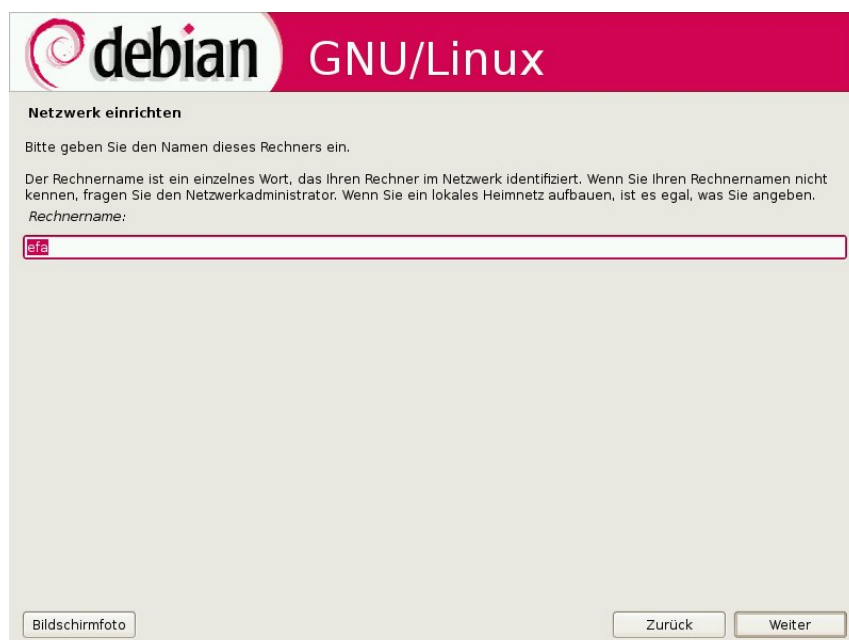 debian GNU/Linux
Netzwerk einrichten
Bitte geben Sie den Namen dieses Rechners ein.
Der Rechnername ist ein einzelnes Wort, das Ihren Rechner im Netzwerk identifiziert. Wenn Sie Ihren Rechnernamen nicht
kennen, fragen Sie den Netzwerkadministrator. Wenn Sie ein lokales Heimnetz aufbauen, ist es egal, was Sie angeben.
Rechnername:
efa
Bildschirmfoto Zurück Weiter